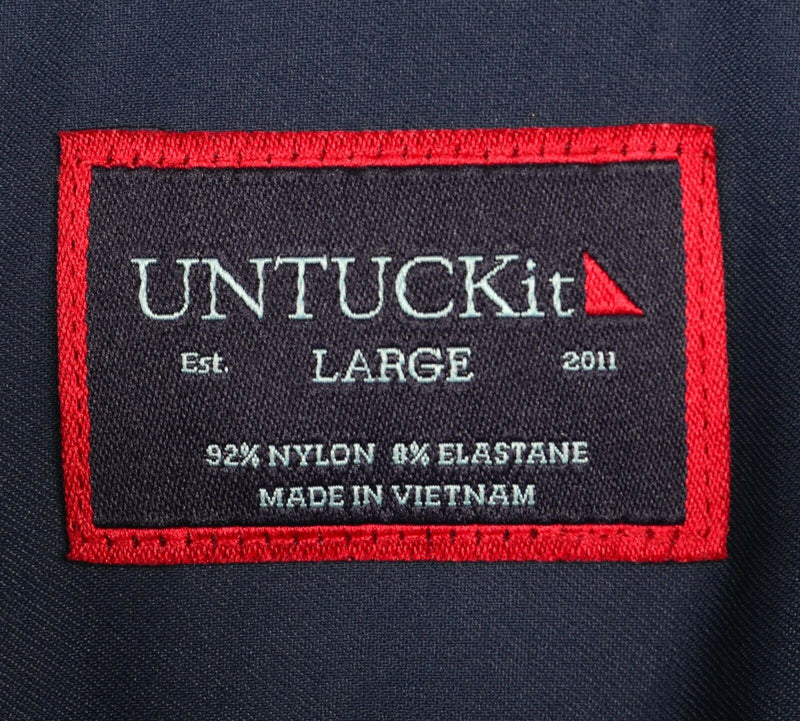 UNTUCKit
Est. LARGE 2011
92% NYLON 8% ELASTANE
MADE IN VIETNAM